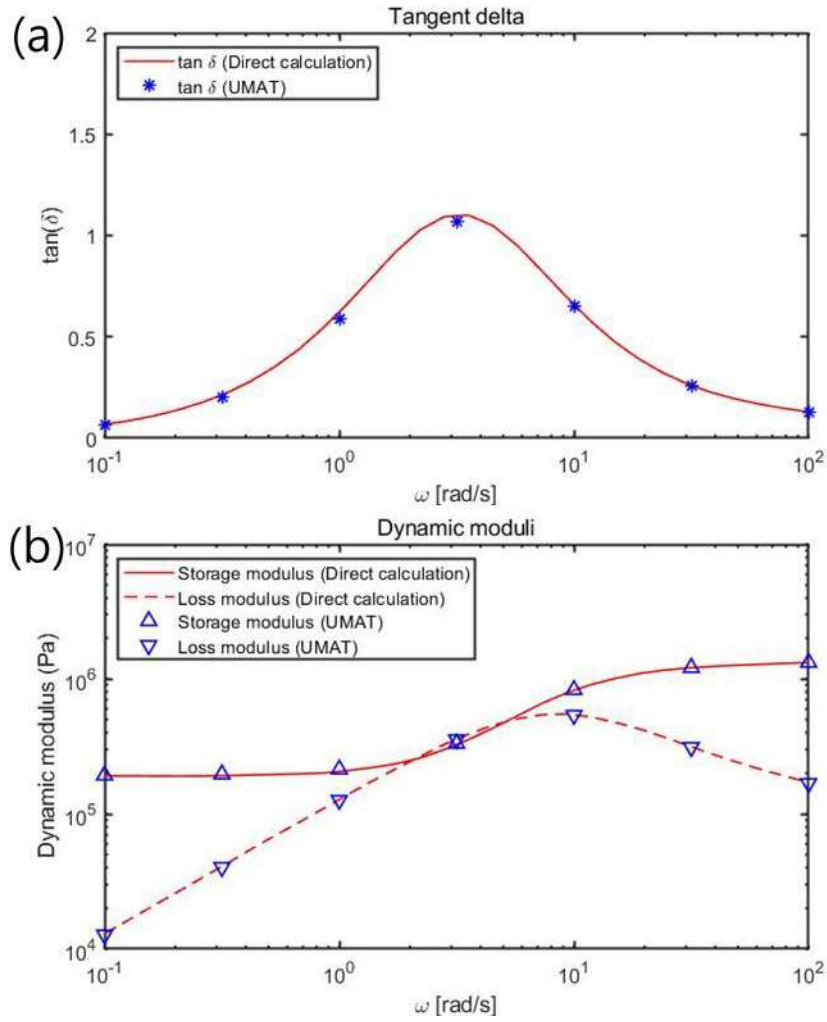 (a)
Tangent delta
tan δ (Direct calculation)
tan δ (UMAT)
2
1.5
1
0.5
0
tan(δ)
10⁻¹
10⁰
10¹
10²
ω [rad/s]
(b)
Dynamic moduli
Storage modulus (Direct calculation)
Loss modulus (Direct calculation)
Storage modulus (UMAT)
Loss modulus (UMAT)
10⁷
10⁶
10⁵
10⁴
Dynamic modulus (Pa)
10⁻¹
10⁰
10¹
10²
ω [rad/s]